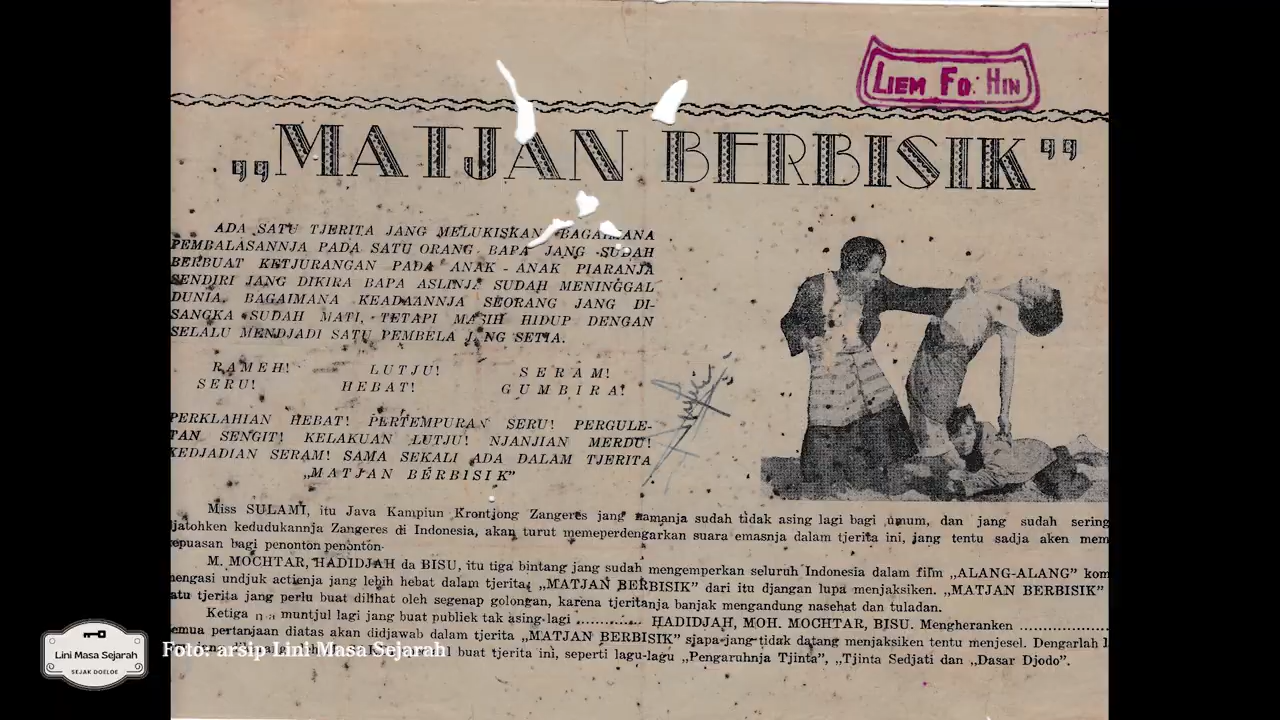 LIEM FO HIN
„MATJAN BERBISIK"
ADA SATU TJERITA JANG MELUKISKAN BAGAIMANA
PEMBALASANNJA PADA SATU ORANG BAPA JANG SUDAH
BERBUAT KETJURANGAN PADA ANAK - ANAK PIARANJA
SENDIRI JANG DIKIRA BAPA ASLINJA SUDAH MENINGGAL
DUNIA. BAGAIMANA KEADAANNJA SEORANG JANG DI-
SANGKA SUDAH MATI, TETAPI MASIH HIDUP DENGAN
SELALU MENDJADI SATU PEMBELA JANG SETIA.
RAMEH! LUTJU! SERAM!
SERU! HEBAT! GUMBIRA!
PERKLAHIAN HEBAT! PERTEMPURAN SERU! PERGULE-
TAN SENGIT! KELAKUAN LUTJU! NJANJIAN MERDU!
KEDJADIAN SERAM! SAMA SEKALI ADA DALAM TJERITA
„MATJAN BERBISIK"
Miss SULAMI, itu Java Kampiun Krontjong Zangeres jang namanja sudah tidak asing lagi bagi umum, dan jang sudah sering
djatohken kedudukannja Zangeres di Indonesia, akan turut memeperdengarkan suara emasnja dalam tjerita ini, jang tentu sadja aken mem
kepuasan bagi penonton penonton.
M. MOCHTAR, HADIDJAH da BISU, itu tiga bintang jang sudah mengemperkan seluruh Indonesia dalam film „ALANG-ALANG" kom
mengasi undjuk actienja jang lebih hebat dalam tjerita „MATJAN BERBISIK" dari itu djangan lupa menjaksiken. „MATJAN BERBISIK"
satu tjerita jang perlu buat dilihat oleh segenap golongan, karena tjeritanja banjak mengandung nasehat dan tuladan.
Ketiga muntjul lagi jang buat publiek tak asing lagi ............ HADIDJAH, MOH. MOCHTAR, BISU. Mengheranken ................
semua pertanjaan diatas akan didjawab dalam tjerita „MATJAN BERBISIK" sjapa-jang tidak datang menjaksiken tentu menjesel. Dengarlah
buat tjerita ini, seperti lagu-lagu „Pengaruhnja Tjinta", „Tjinta Sedjati dan „Dasar Djodo".
Foto: arsip Lini Masa Sejarah
Lini Masa Sejarah
SEJAK DOELOE